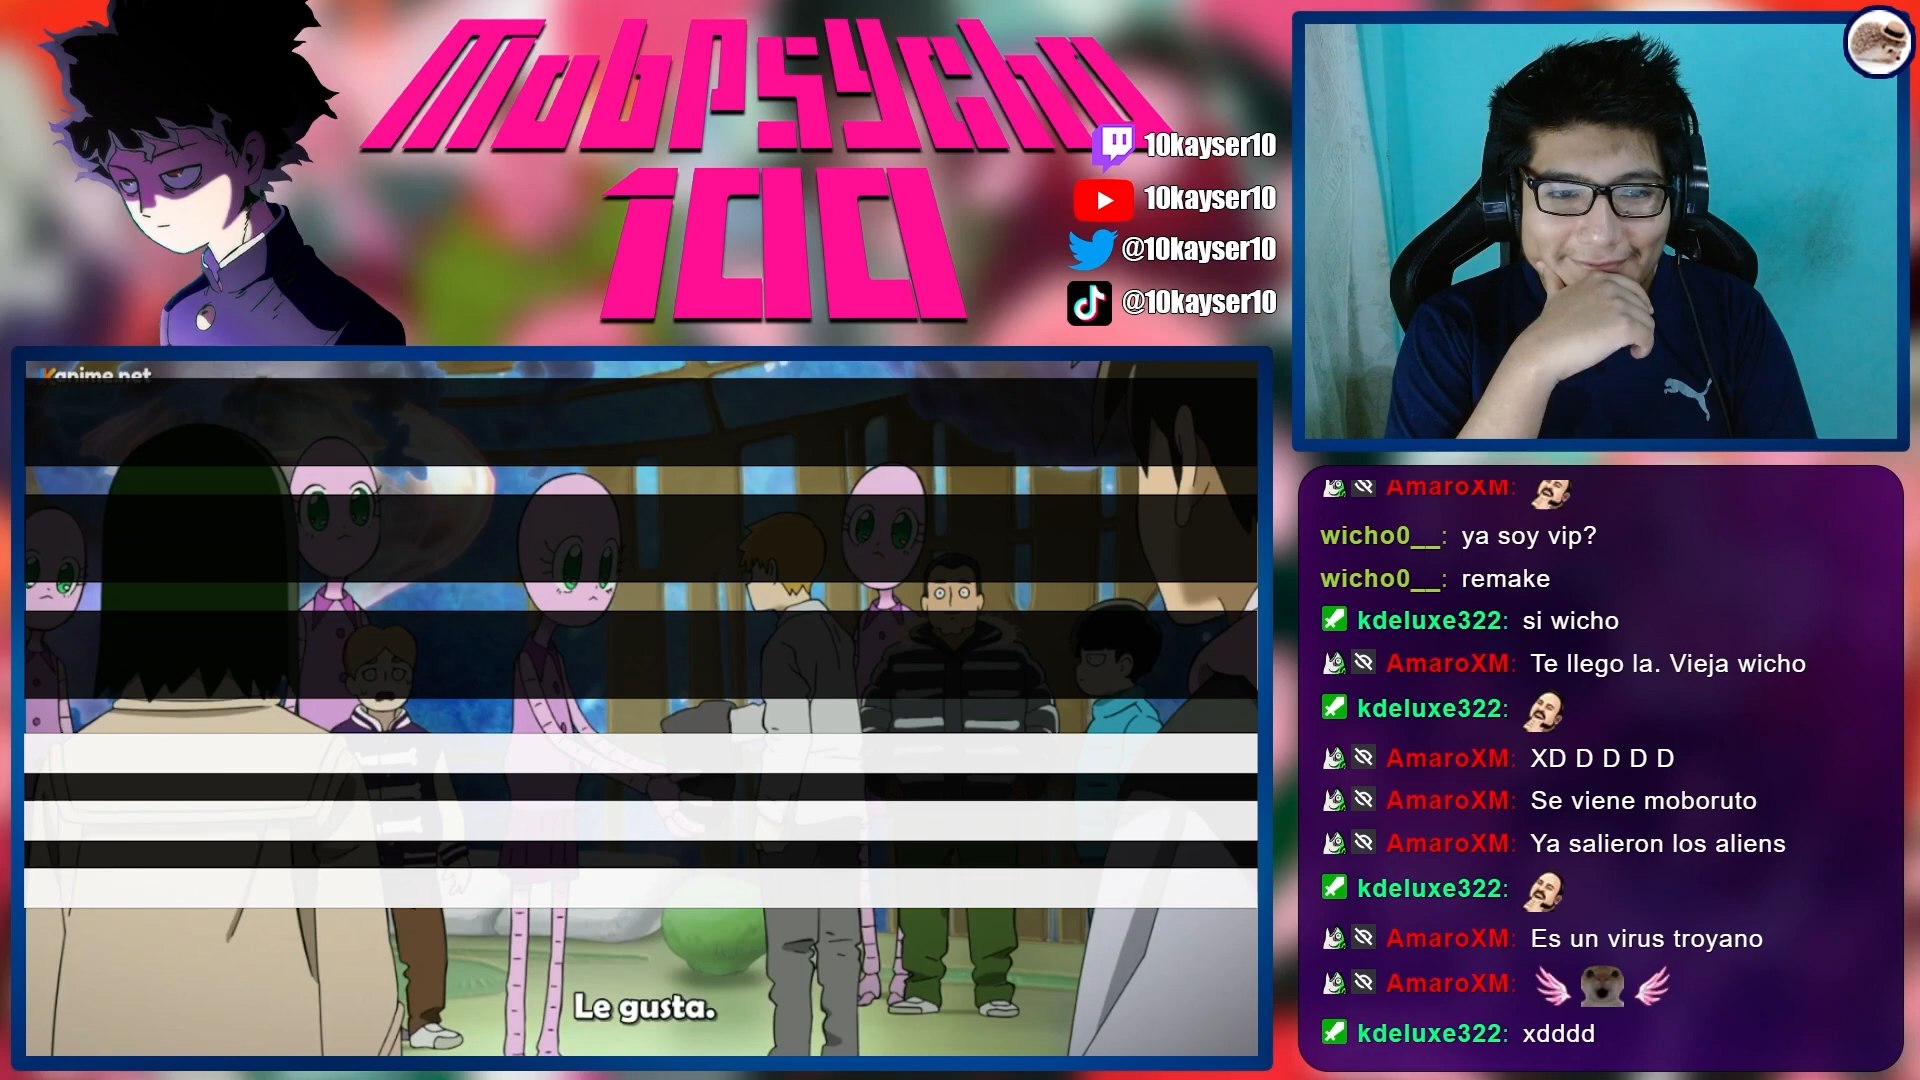 MobPsycho
100
10kayser10
10kayser10
@10kayser10
@10kayser10
Kanime.net
Le gusta.
AmaroXM:
wicho0__: ya soy vip?
wicho0__: remake
kdeluxe322: si wicho
AmaroXM: Te llego la. Vieja wicho
kdeluxe322:
AmaroXM: XD D D D D
AmaroXM: Se viene moboruto
AmaroXM: Ya salieron los aliens
kdeluxe322:
AmaroXM: Es un virus troyano
AmaroXM:
kdeluxe322: xdddd